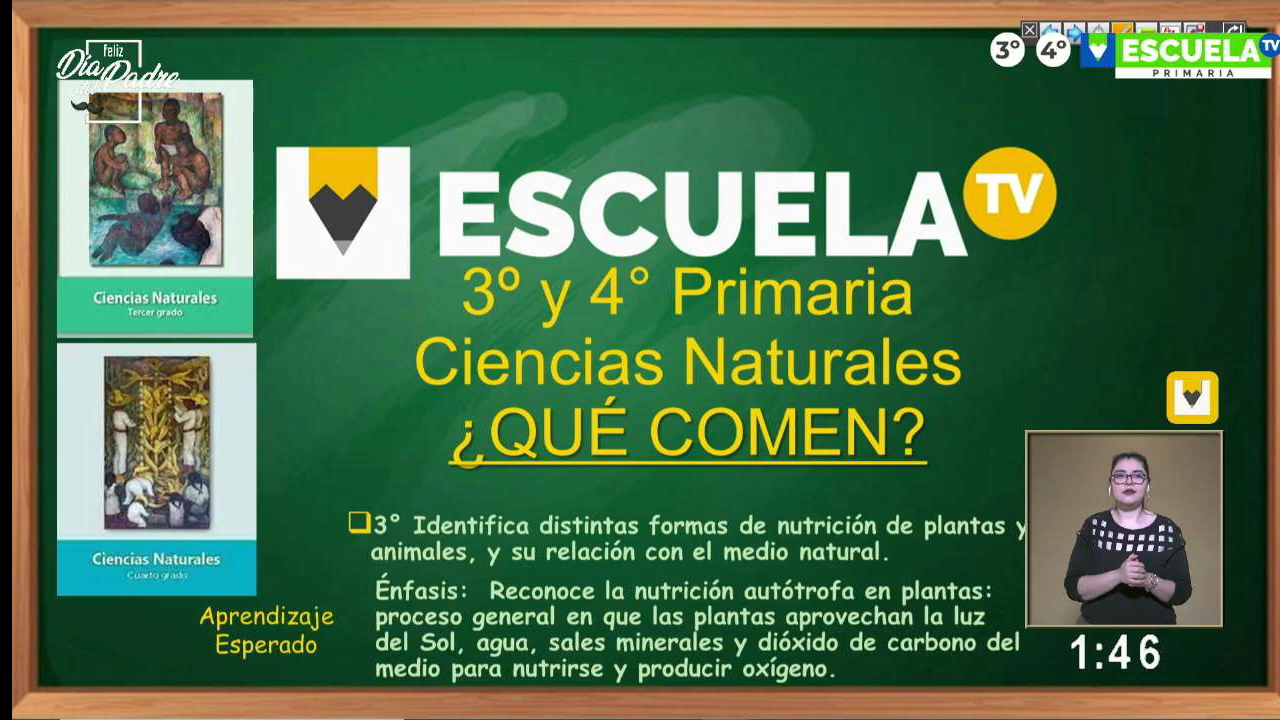 Feliz
Día
del Padre
3° 4° ESCUELA TV
PRIMARIA
ESCUELA TV
3º y 4° Primaria
Ciencias Naturales
¿QUÉ COMEN?
Ciencias Naturales
Tercer grado
Ciencias Naturales
Cuarto grado
Aprendizaje
Esperado
3° Identifica distintas formas de nutrición de plantas y
animales, y su relación con el medio natural.
Énfasis: Reconoce la nutrición autótrofa en plantas:
proceso general en que las plantas aprovechan la luz
del Sol, agua, sales minerales y dióxido de carbono del
medio para nutrirse y producir oxígeno.
1:46